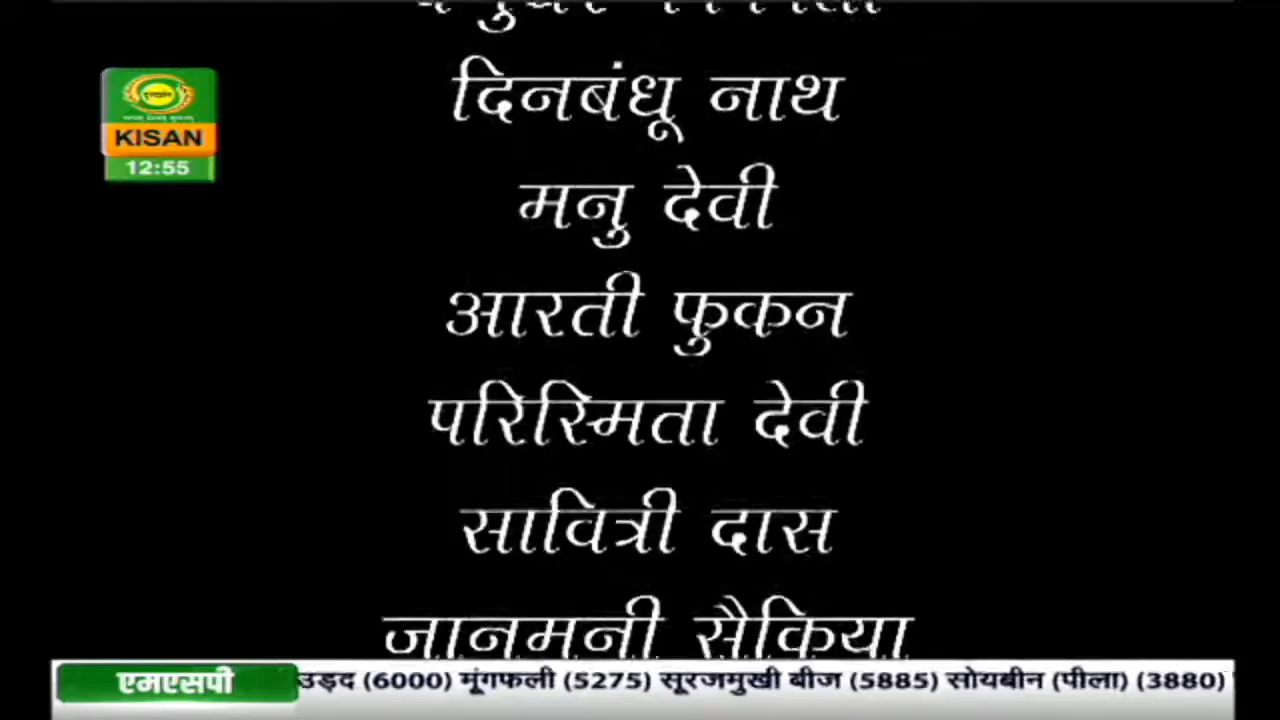 दिनबंधू नाथ
KISAN
12:55
मनु देवी
आरती फुकन
परिस्मिता देवी
सावित्री दास
जानमनी सैकिया
एमएसपी
उड़द (6000) मूंगफली (5275) सूरजमुखी बीज (5885) सोयबीन (पीला) (3880)